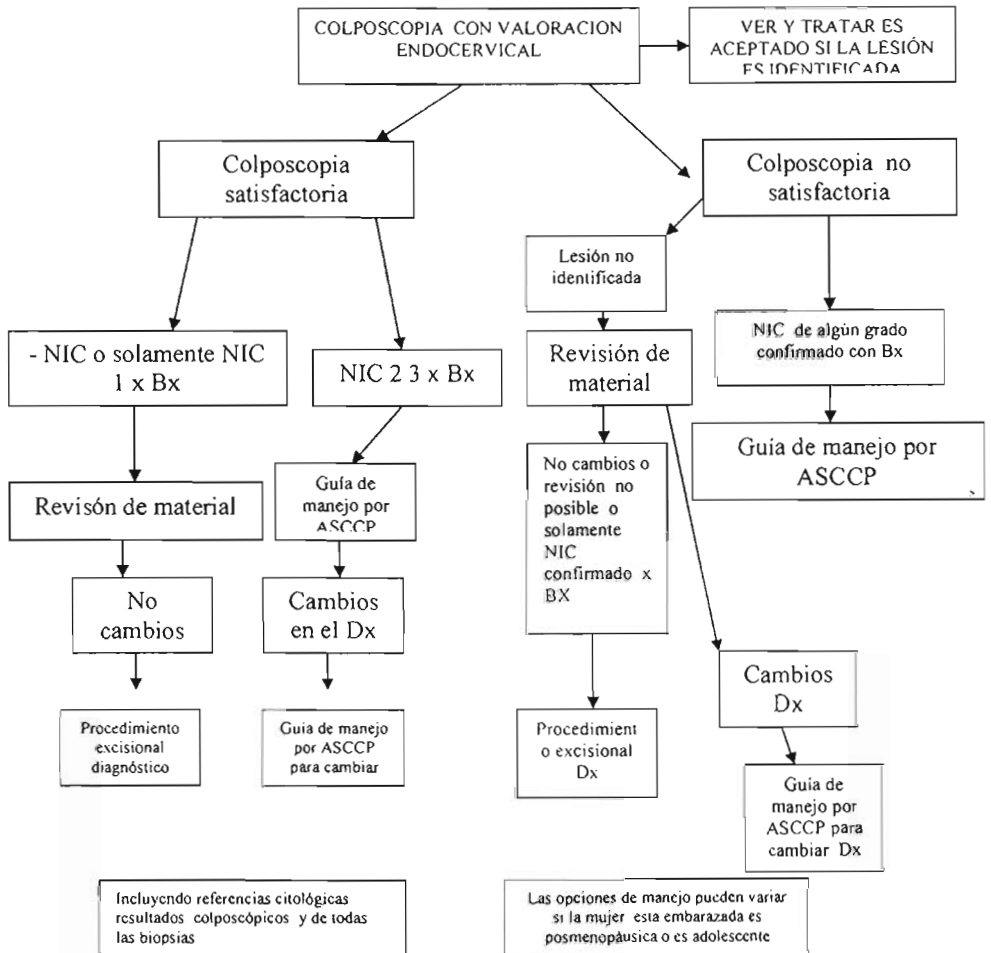 COLPOSCOPIA CON VALORACION
ENDOCERVICAL
VER Y TRATAR ES
ACEPTADO SI LA LESIÓN
ES IDENTIFICADA
Colposcopia
satisfactoria
Colposcopia no
satisfactoria
Lesión no
identificada
- NIC o solamente NIC
1 x Bx
NIC 2 3 x Bx
Revisión de
material
NIC de algún grado
confirmado con Bx
Revisón de material
Guía de
manejo por
ASCCP
No cambios o
revisión no
posible o
solamente
NIC
confirmado x
BX
Guía de manejo por
ASCCP
No
cambios
Cambios
en el Dx
Cambios
Dx
Procedimiento
excisional
diagnóstico
Guia de manejo
por ASCCP
para cambiar
Procedimient
o excisional
Dx
Guía de
manejo por
ASCCP para
cambiar Dx
Incluyendo referencias citológicas
resultados colposcópicos y de todas
las biopsias
Las opciones de manejo pueden variar
si la mujer esta embarazada es
posmenopáusica o es adolescente